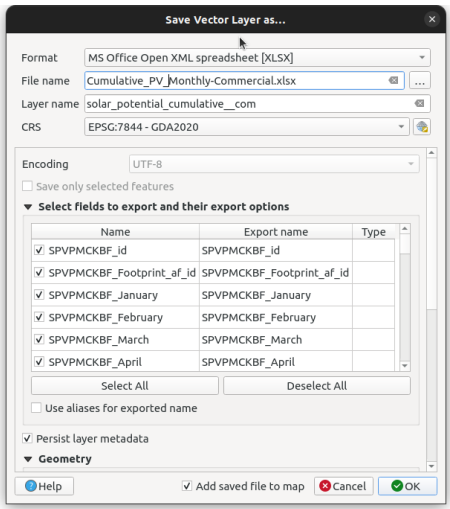 Save Vector Layer as...
Format MS Office Open XML spreadsheet [XLSX]
File name Cumulative_PV_Monthly-Commercial.xlsx ...
Layer name solar_potential_cumulative__com
CRS EPSG:7844 - GDA2020
Encoding UTF-8
Save only selected features
Select fields to export and their export options
Name Export name Type
SPVPMCKBF_id SPVPMCKBF_id
SPVPMCKBF_Footprint_af_id SPVPMCKBF_Footprint_af_id
SPVPMCKBF_January SPVPMCKBF_January
SPVPMCKBF_February SPVPMCKBF_February
SPVPMCKBF_March SPVPMCKBF_March
SPVPMCKBF_April SPVPMCKBF_April
Select All Deselect All
Use aliases for exported name
Persist layer metadata
Geometry
Help Add saved file to map Cancel OK